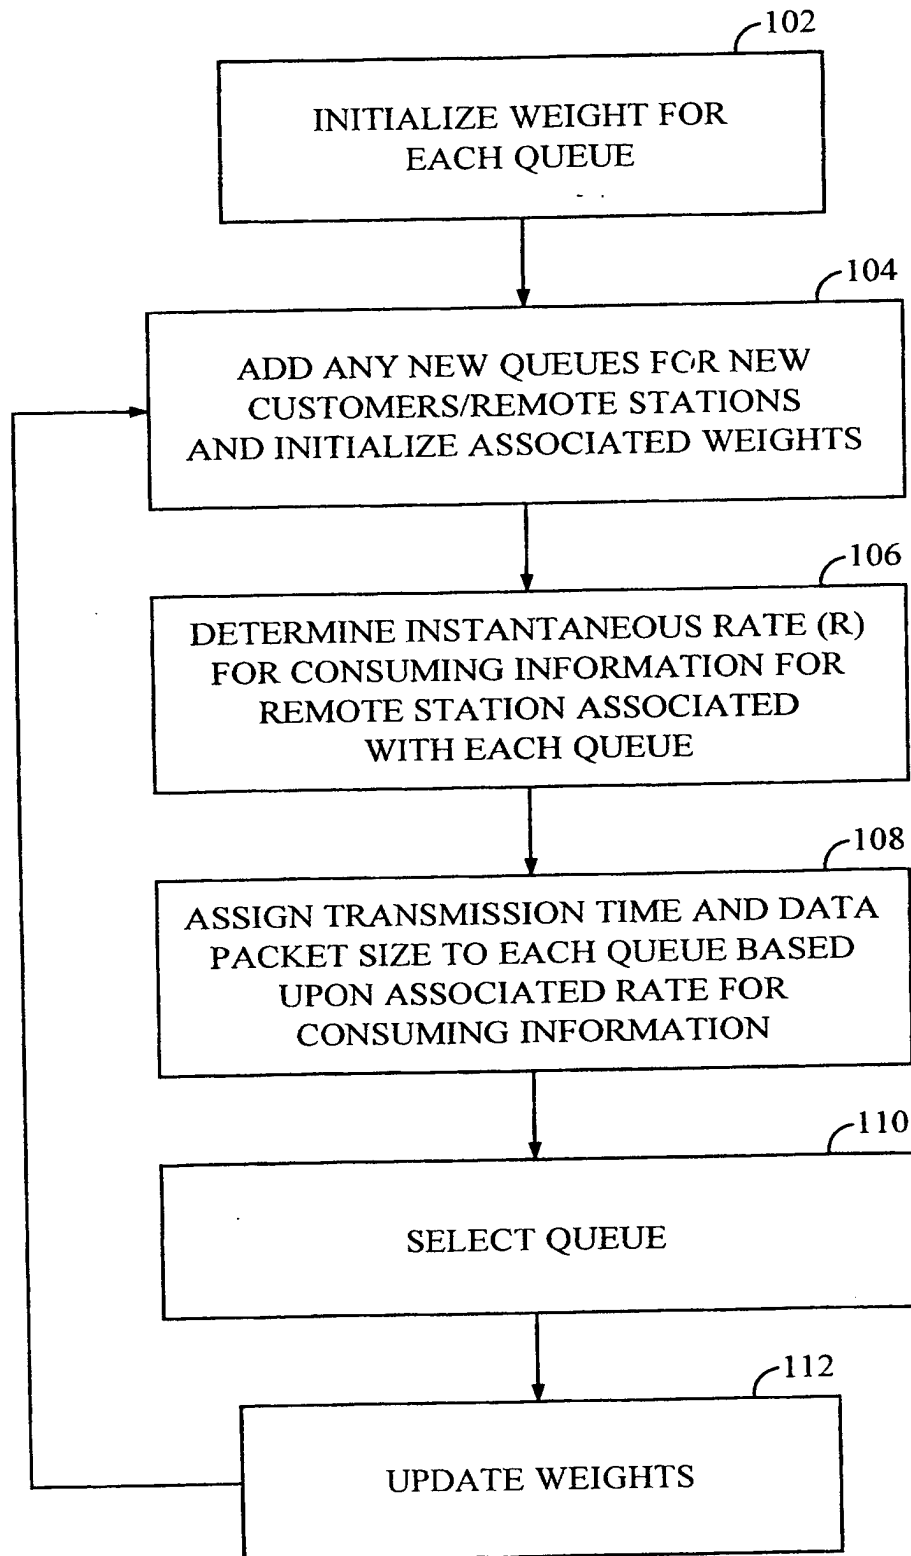 102
INITIALIZE WEIGHT FOR
EACH QUEUE
104
ADD ANY NEW QUEUES FOR NEW
CUSTOMERS/REMOTE STATIONS
AND INITIALIZE ASSOCIATED WEIGHTS
106
DETERMINE INSTANTANEOUS RATE (R)
FOR CONSUMING INFORMATION FOR
REMOTE STATION ASSOCIATED
WITH EACH QUEUE
108
ASSIGN TRANSMISSION TIME AND DATA
PACKET SIZE TO EACH QUEUE BASED
UPON ASSOCIATED RATE FOR
CONSUMING INFORMATION
110
SELECT QUEUE
112
UPDATE WEIGHTS